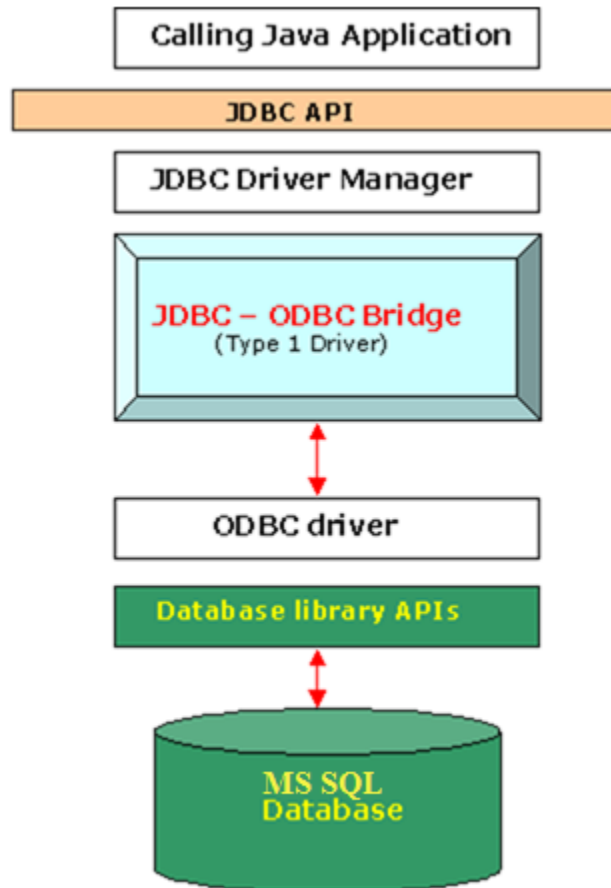 Calling Java Application
JDBC API
JDBC Driver Manager
JDBC – ODBC Bridge
(Type 1 Driver)
ODBC driver
Database library APIs
MS SQL
Database